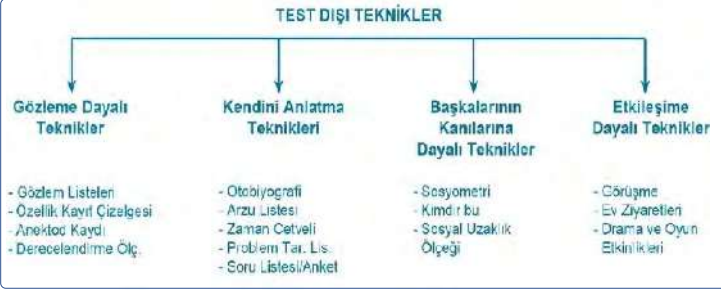 TEST DIŞI TEKNİKLER
Gözleme Dayalı
Teknikler
- Gözlem Listeleri
- Özellik Kayıt Çizelgesi
- Anektod Kaydı
- Derecelendirme Ölç.
Kendini Anlatma
Teknikleri
- Otobiyografi
- Arzu Listesi
- Zaman Cetveli
- Problem Tar. Lis.
- Soru Listesi/Anket
Başkalarının
Kanılarına
Dayalı Teknikler
- Sosyometri
- Kimdir bu
- Sosyal Uzaklık
Ölçeği
Etkileşime
Dayalı Teknikler
- Görüşme
- Ev Ziyaretleri
- Drama ve Oyun
Etkinlikleri